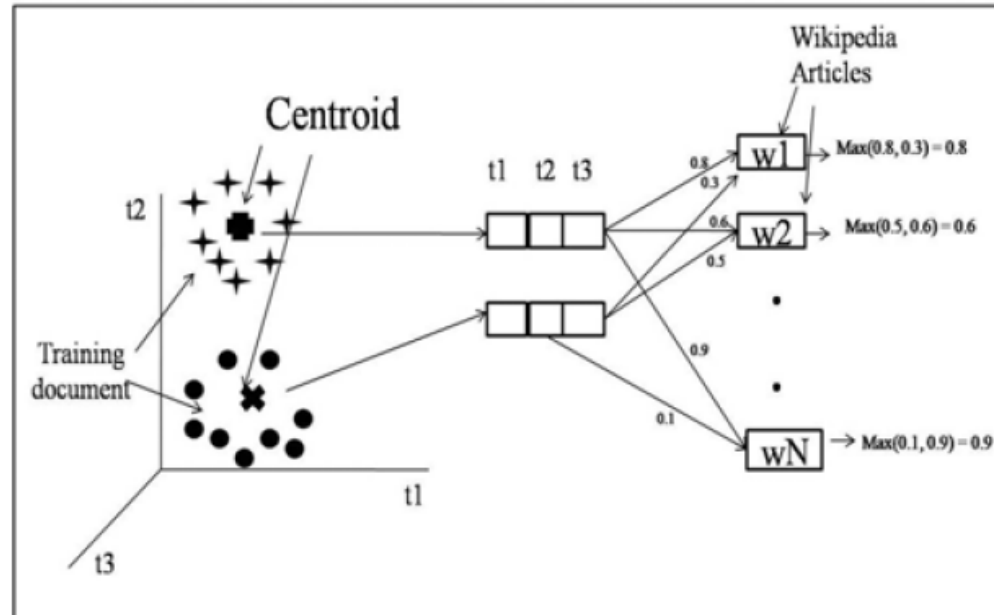 Wikipedia
Articles
Centroid
w1
Max(0.8, 0.3) = 0.8
0.8
0.3
t1 t2 t3
t2
0.6
w2
Max(0.5, 0.6) = 0.6
0.5
Training
document
0.9
0.1
wN
Max(0.1, 0.9) = 0.9
t1
t3